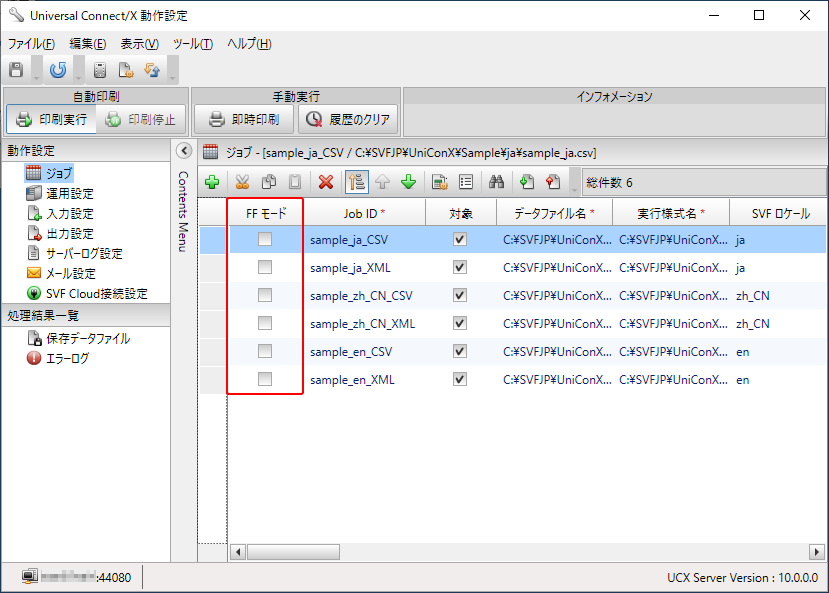 Universal Connect/X 動作設定
ファイル(F) 編集(E) 表示(V) ツール(T) ヘルプ(H)
自動印刷 手動実行 インフォメーション
印刷実行 印刷停止 即時印刷 履歴のクリア
動作設定
ジョブ
運用設定
入力設定
出力設定
サーバーログ設定
メール設定
SVF Cloud接続設定
処理結果一覧
保存データファイル
エラーログ
Contents Menu
ジョブ - [sample_ja_CSV / C:¥SVFJP¥UniConX¥Sample¥ja¥sample_ja.csv]
総件数 6
FF モード Job ID * 対象 データファイル名 * 実行様式名 * SVF ロケール
sample_ja_CSV C:¥SVFJP¥UniConX... C:¥SVFJP¥UniConX... ja
sample_ja_XML C:¥SVFJP¥UniConX... C:¥SVFJP¥UniConX... ja
sample_zh_CN_CSV C:¥SVFJP¥UniConX... C:¥SVFJP¥UniConX... zh_CN
sample_zh_CN_XML C:¥SVFJP¥UniConX... C:¥SVFJP¥UniConX... zh_CN
sample_en_CSV C:¥SVFJP¥UniConX... C:¥SVFJP¥UniConX... en
sample_en_XML C:¥SVFJP¥UniConX... C:¥SVFJP¥UniConX... en
:44080 UCX Server Version : 10.0.0.0